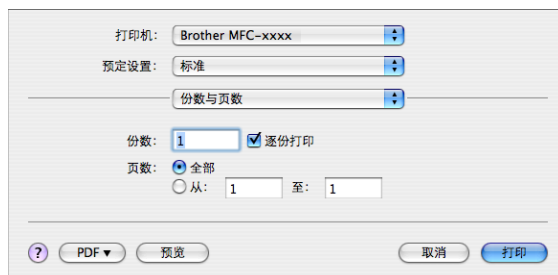 打印机: Brother MFC-xxxx
预定设置: 标准
份数与页数
份数: 1 逐份打印
页数: 全部
从: 1 至: 1
? PDF▼ 预览 取消 打印